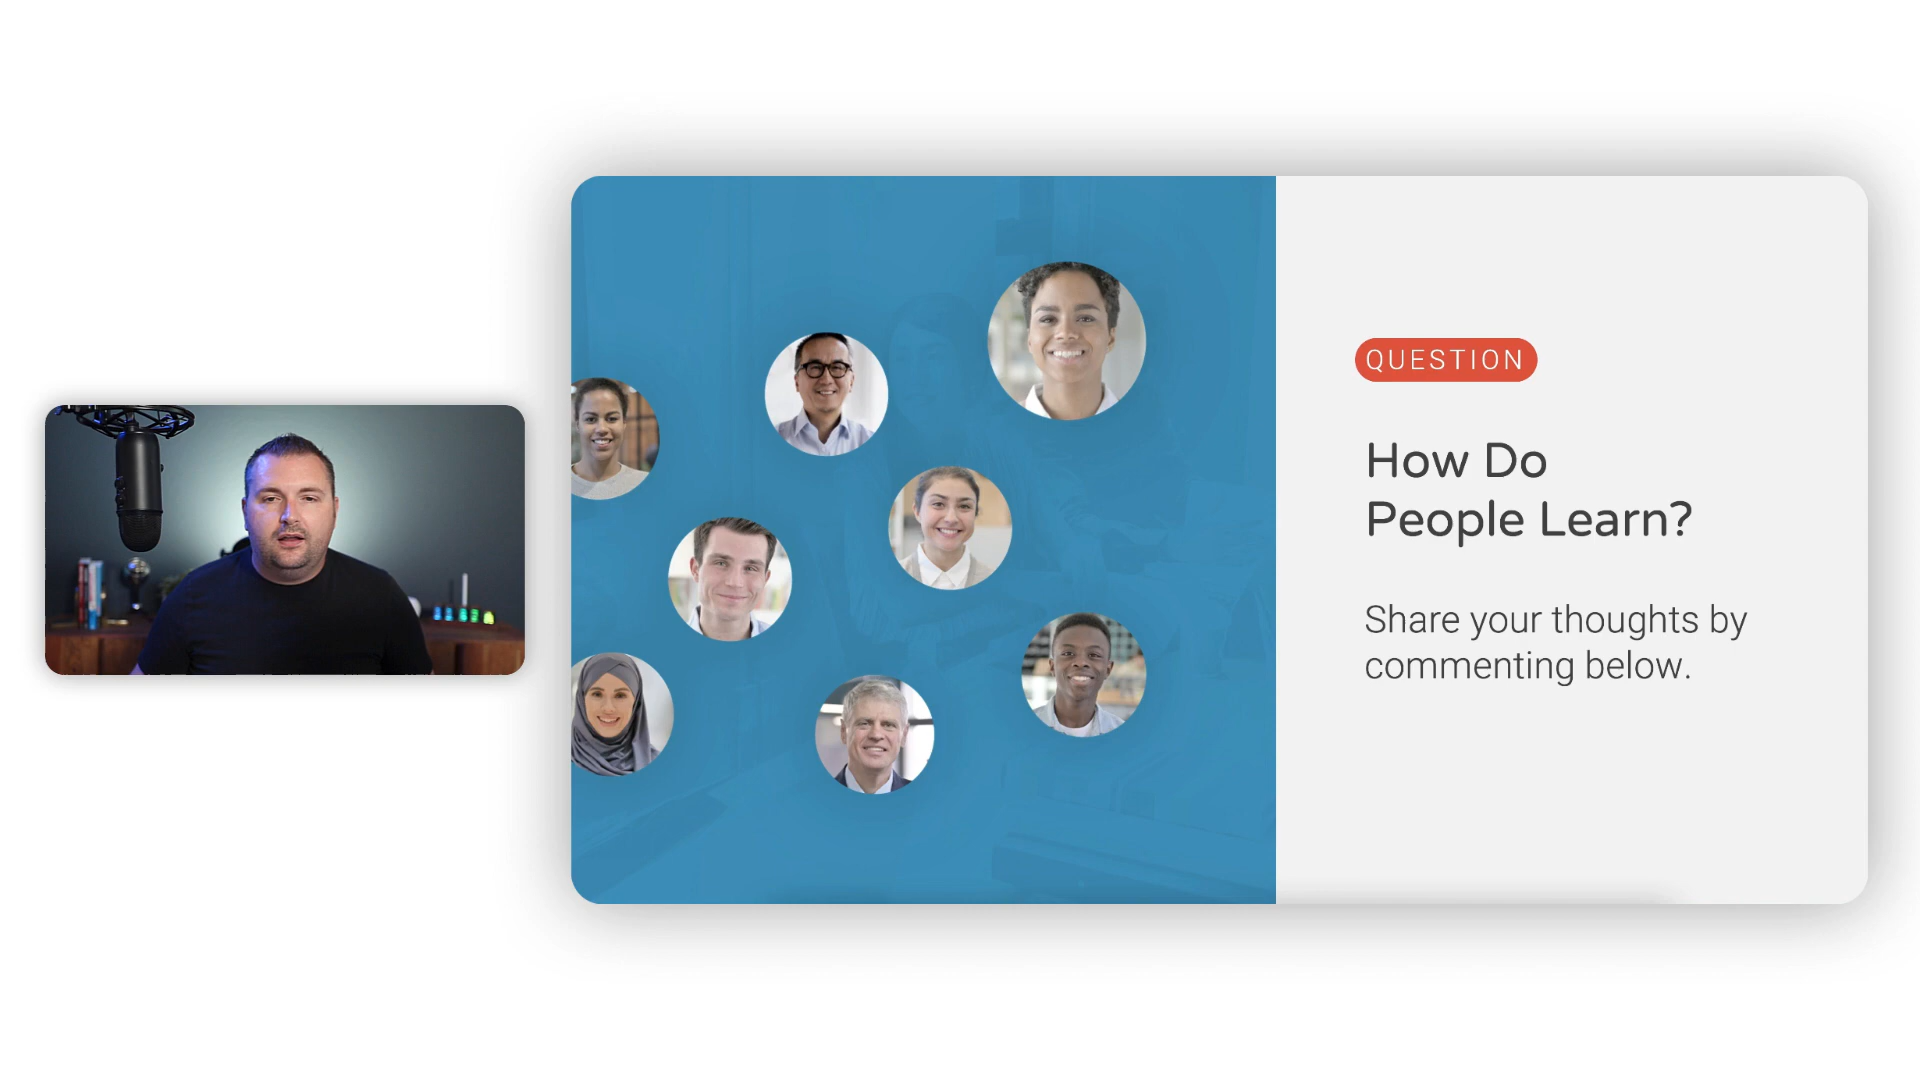 QUESTION
How Do
People Learn?
Share your thoughts by
commenting below.